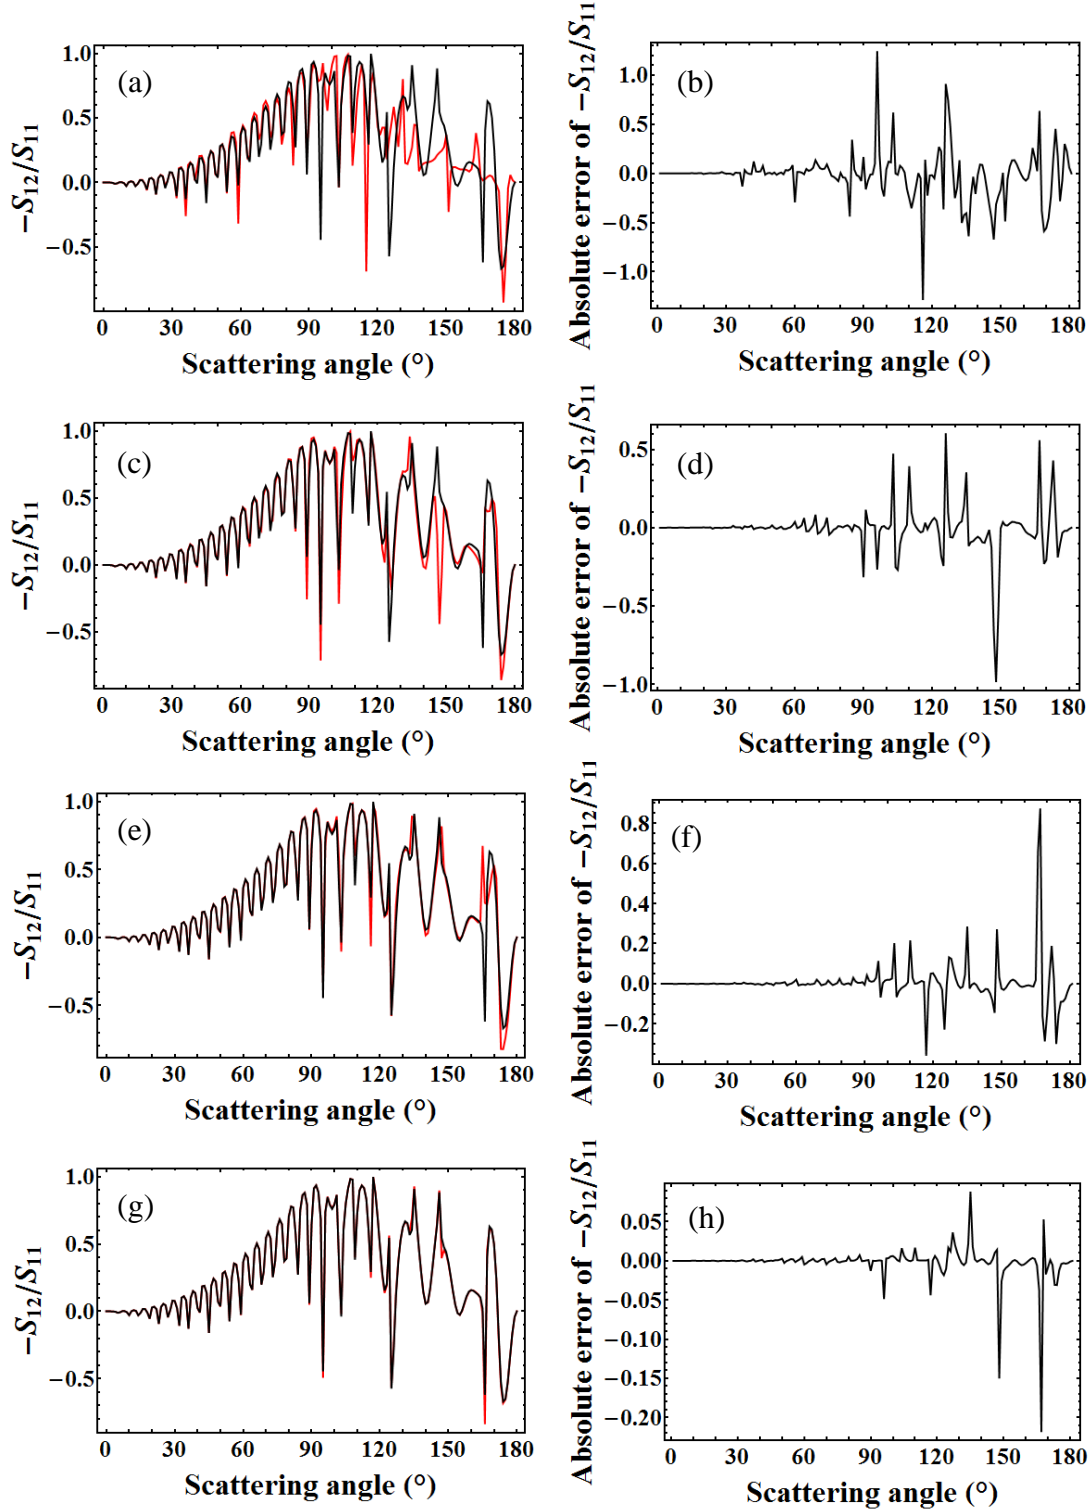 (a)
1.0
0.5
0.0
−0.5
−S12/S11
0 30 60 90 120 150 180
Scattering angle (°)
(b)
1.0
0.5
0.0
−0.5
−1.0
Absolute error of −S12/S11
0 30 60 90 120 150 180
Scattering angle (°)
(c)
1.0
0.5
0.0
−0.5
−S12/S11
0 30 60 90 120 150 180
Scattering angle (°)
(d)
0.5
0.0
−0.5
−1.0
Absolute error of −S12/S11
0 30 60 90 120 150 180
Scattering angle (°)
(e)
1.0
0.5
0.0
−0.5
−S12/S11
0 30 60 90 120 150 180
Scattering angle (°)
(f)
0.8
0.6
0.4
0.2
0.0
−0.2
Absolute error of −S12/S11
0 30 60 90 120 150 180
Scattering angle (°)
(g)
1.0
0.5
0.0
−0.5
−S12/S11
0 30 60 90 120 150 180
Scattering angle (°)
(h)
0.05
0.00
−0.05
−0.10
−0.15
−0.20
Absolute error of −S12/S11
0 30 60 90 120 150 180
Scattering angle (°)